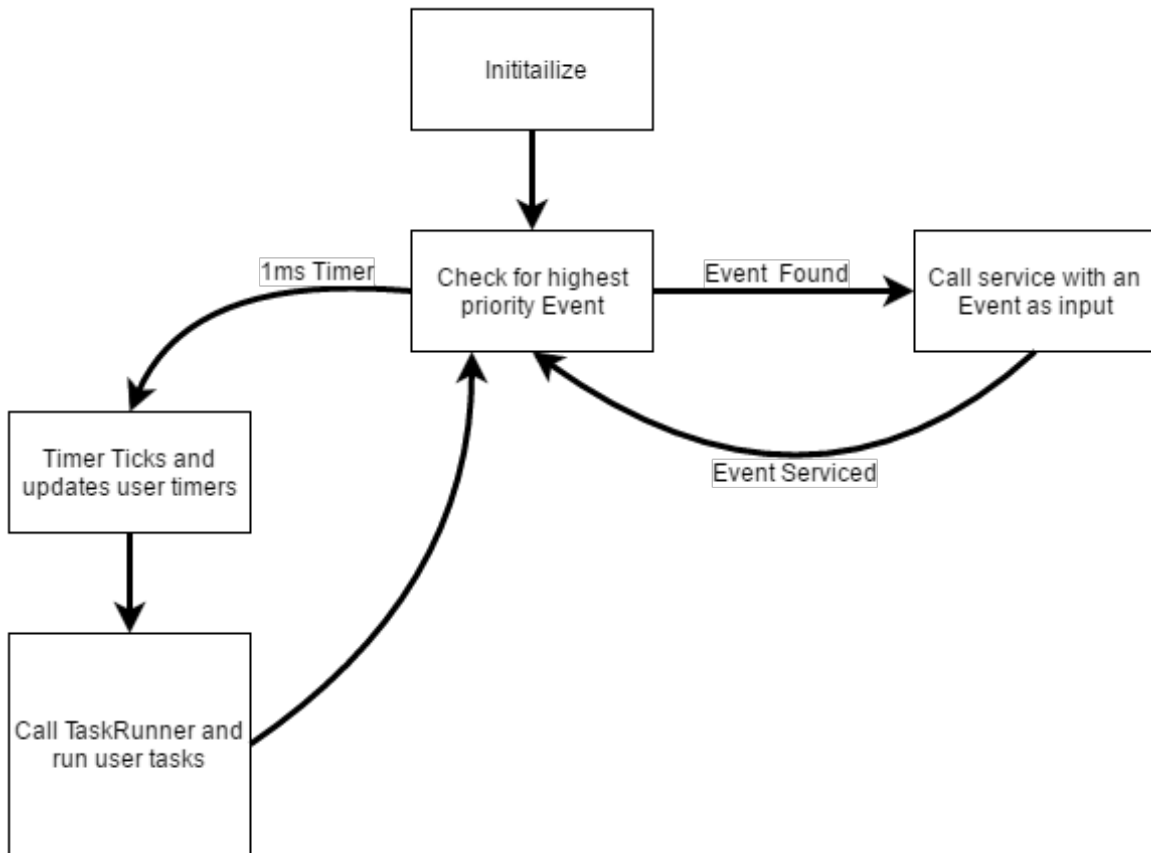 Inititailize
1ms Timer
Check for highest
priority Event
Event Found
Call service with an
Event as input
Timer Ticks and
updates user timers
Event Serviced
Call TaskRunner and
run user tasks